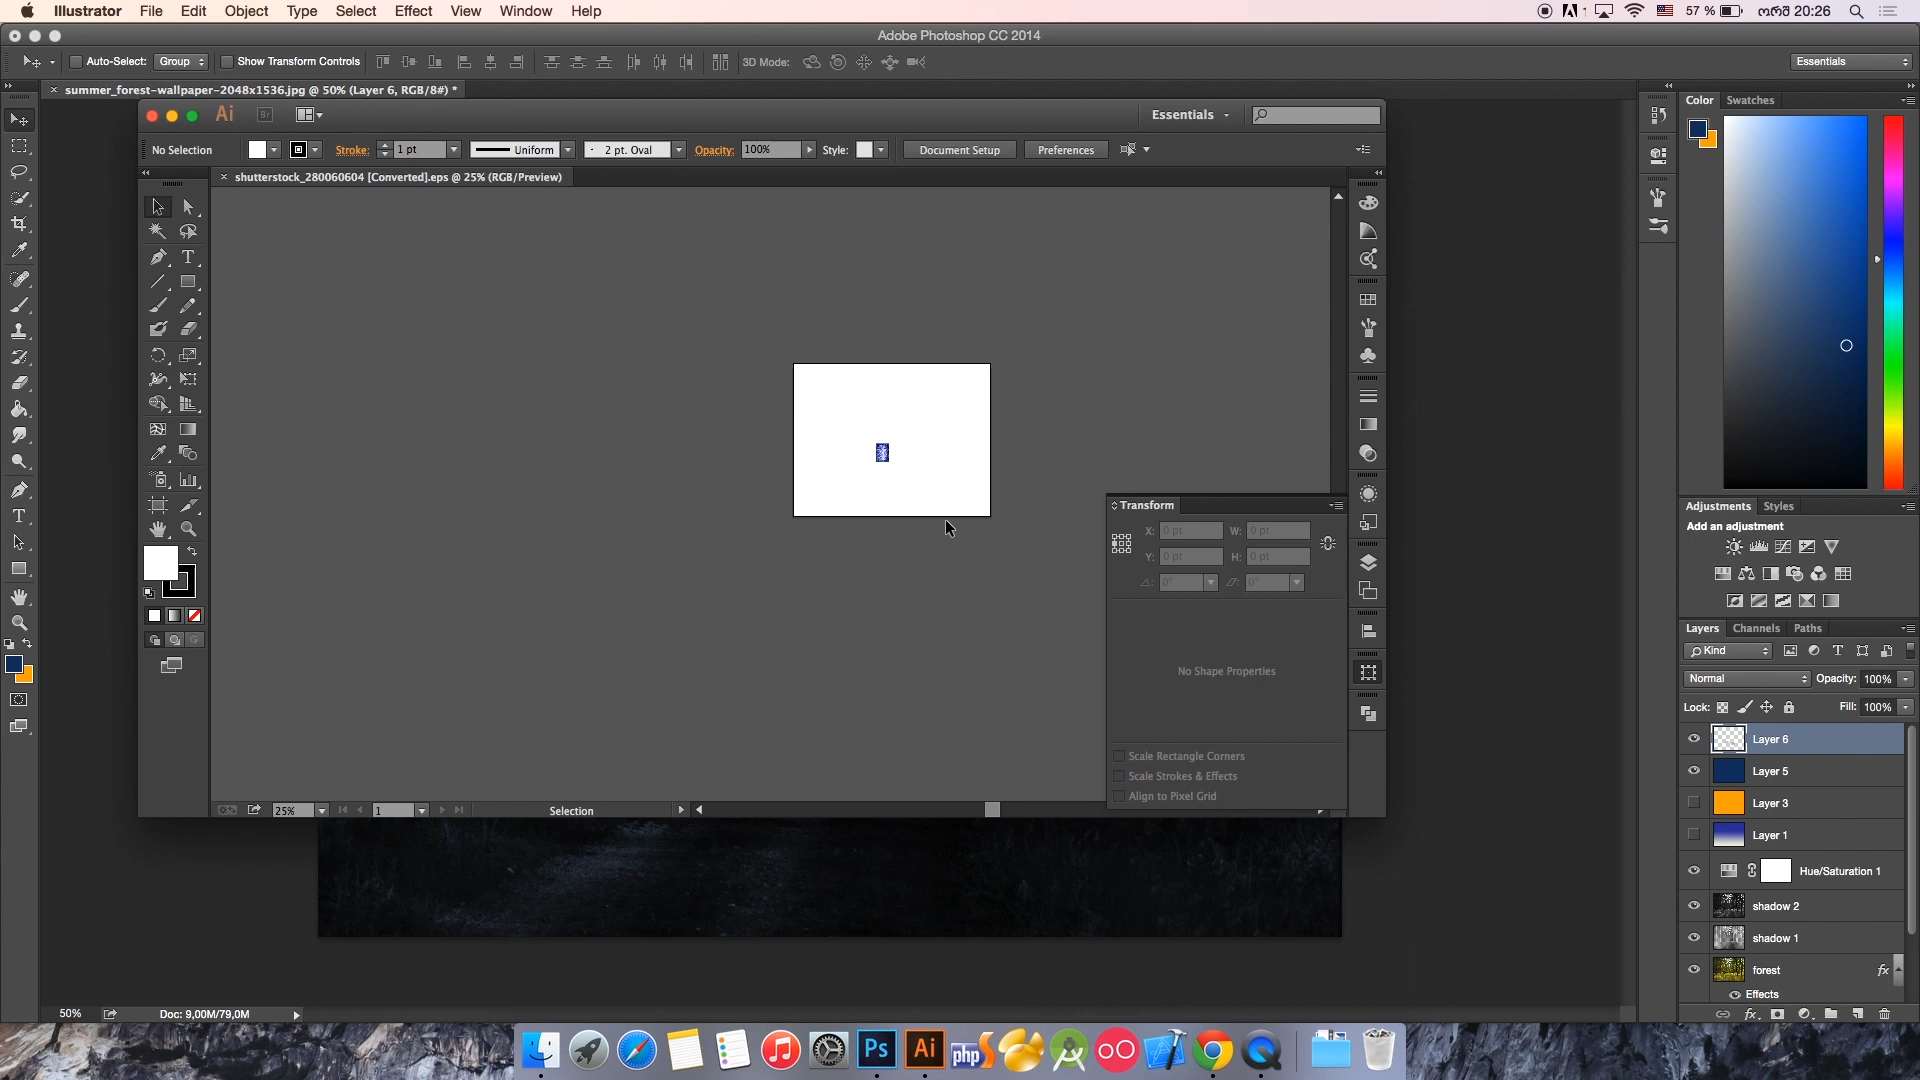 Illustrator File Edit Object Type Select Effect View Window Help
57 % ორშ 20:26
Adobe Photoshop CC 2014
Auto-Select: Group Show Transform Controls 3D Mode: Essentials
summer_forest-wallpaper-2048x1536.jpg @ 50% (Layer 6, RGB/8#) *
Ai Br Essentials
No Selection Stroke: 1 pt Uniform 2 pt. Oval Opacity: 100% Style: Document Setup Preferences
shutterstock_280060604 [Converted].eps @ 25% (RGB/Preview)
Color Swatches
Transform
X: 0 pt W: 0 pt
Y: 0 pt H: 0 pt
0° 0°
No Shape Properties
Scale Rectangle Corners
Scale Strokes & Effects
Align to Pixel Grid
25% 1 Selection
Adjustments Styles
Add an adjustment
Layers Channels Paths
Kind
Normal Opacity: 100%
Lock: Fill: 100%
Layer 6
Layer 5
Layer 3
Layer 1
Hue/Saturation 1
shadow 2
shadow 1
forest fx
Effects
50% Doc: 9,00M/79,0M
Ps Ai php